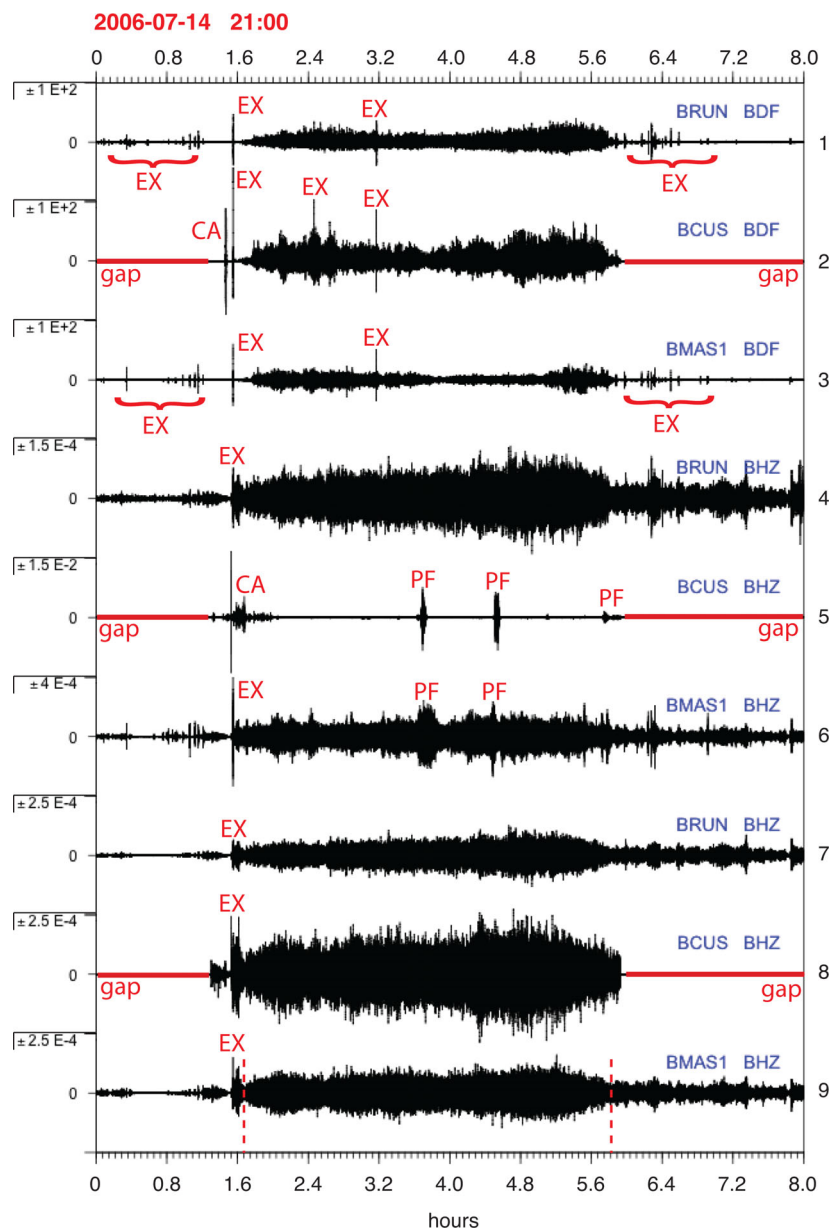 2006-07-14 21:00
0 0.8 1.6 2.4 3.2 4.0 4.8 5.6 6.4 7.2 8.0
± 1 E+2
EX EX BRUN BDF
0 1
EX EX
EX EX EX
± 1 E+2
CA BCUS BDF
0 2
gap gap
± 1 E+2
EX EX BMAS1 BDF
0 3
EX EX
± 1.5 E-4
EX BRUN BHZ
0 4
± 1.5 E-2
CA PF PF PF BCUS BHZ
0 5
gap gap
± 4 E-4
EX PF PF BMAS1 BHZ
0 6
± 2.5 E-4
EX BRUN BHZ
0 7
± 2.5 E-4
EX BCUS BHZ
0 8
gap gap
± 2.5 E-4
EX BMAS1 BHZ
0 9
0 0.8 1.6 2.4 3.2 4.0 4.8 5.6 6.4 7.2 8.0
hours